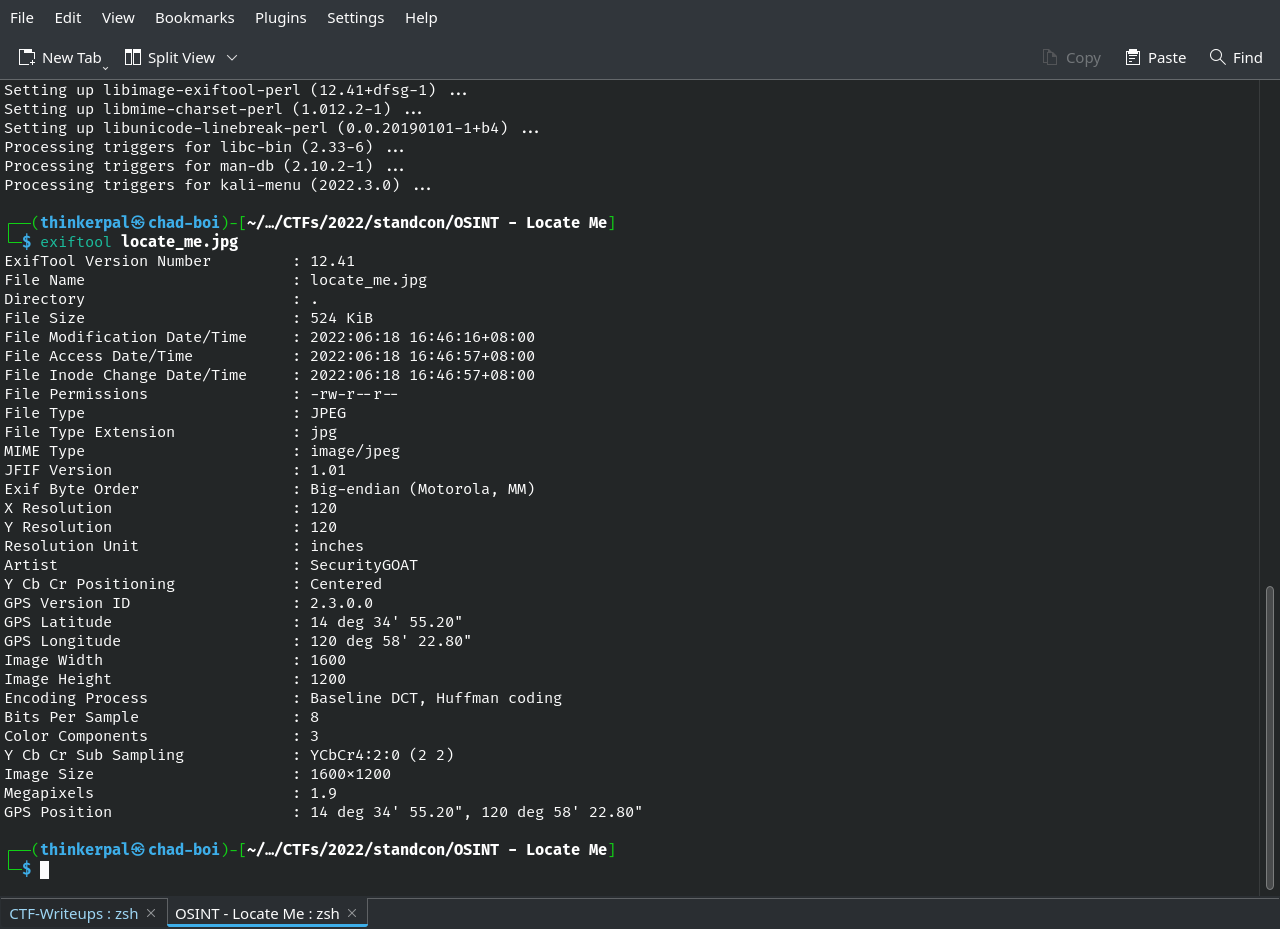 File Edit View Bookmarks Plugins Settings Help
New Tab Split View Copy Paste Find
Setting up libimage-exiftool-perl (12.41+dfsg-1) ...
Setting up libmime-charset-perl (1.012.2-1) ...
Setting up libunicode-linebreak-perl (0.0.20190101-1+b4) ...
Processing triggers for libc-bin (2.33-6) ...
Processing triggers for man-db (2.10.2-1) ...
Processing triggers for kali-menu (2022.3.0) ...
┌──(thinkerpal㉿chad-boi)-[~/…/CTFs/2022/standcon/OSINT - Locate Me]
└─$ exiftool locate_me.jpg
ExifTool Version Number         : 12.41
File Name                       : locate_me.jpg
Directory                       : .
File Size                       : 524 KiB
File Modification Date/Time     : 2022:06:18 16:46:16+08:00
File Access Date/Time           : 2022:06:18 16:46:57+08:00
File Inode Change Date/Time     : 2022:06:18 16:46:57+08:00
File Permissions                : -rw-r--r--
File Type                       : JPEG
File Type Extension             : jpg
MIME Type                       : image/jpeg
JFIF Version                    : 1.01
Exif Byte Order                 : Big-endian (Motorola, MM)
X Resolution                    : 120
Y Resolution                    : 120
Resolution Unit                 : inches
Artist                          : SecurityGOAT
Y Cb Cr Positioning             : Centered
GPS Version ID                  : 2.3.0.0
GPS Latitude                    : 14 deg 34' 55.20"
GPS Longitude                   : 120 deg 58' 22.80"
Image Width                     : 1600
Image Height                    : 1200
Encoding Process                : Baseline DCT, Huffman coding
Bits Per Sample                 : 8
Color Components                : 3
Y Cb Cr Sub Sampling            : YCbCr4:2:0 (2 2)
Image Size                      : 1600×1200
Megapixels                      : 1.9
GPS Position                    : 14 deg 34' 55.20", 120 deg 58' 22.80"
┌──(thinkerpal㉿chad-boi)-[~/…/CTFs/2022/standcon/OSINT - Locate Me]
└─$
CTF-Writeups : zsh OSINT - Locate Me : zsh